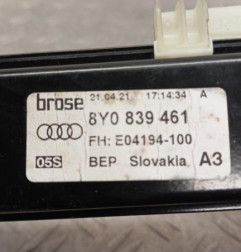 brose 21.04.21 17:14:34 A
8Y0 839 461
FH: E04194-100
05S BEP Slovakia A3